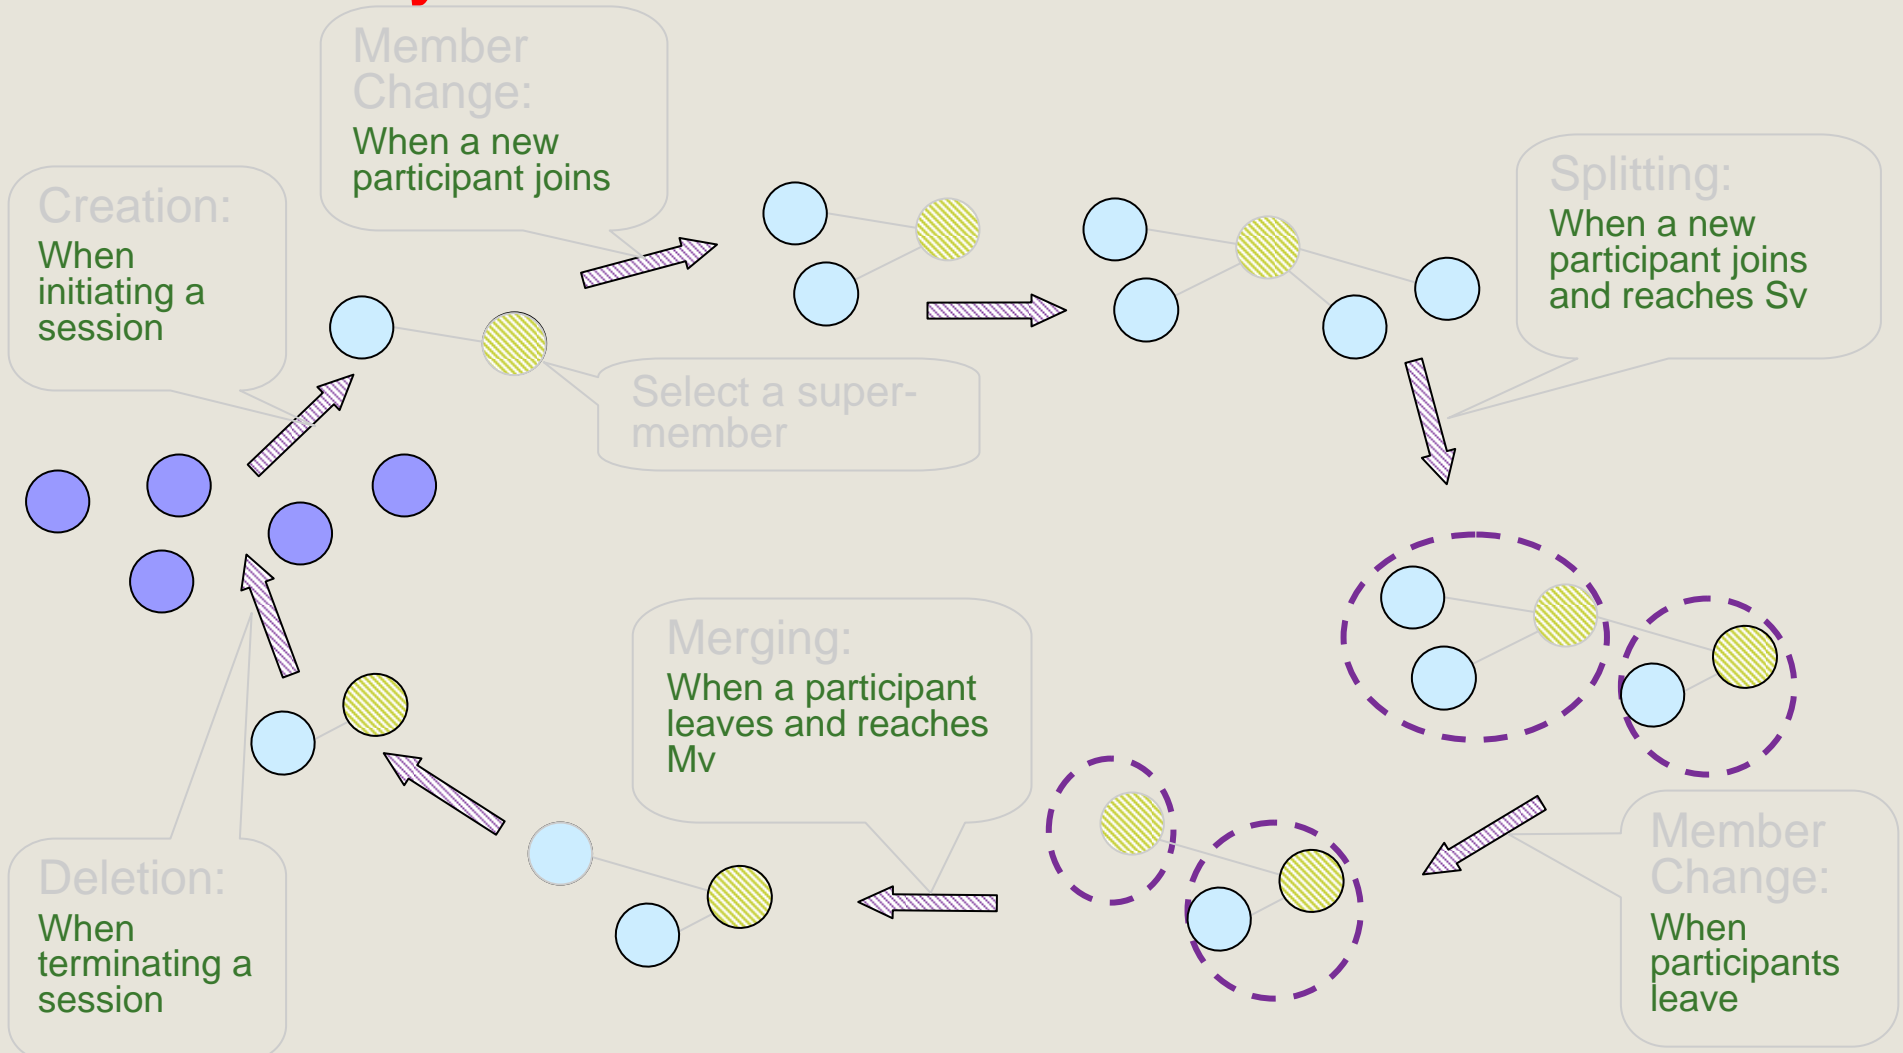 Member
Change:
When a new
participant joins
Creation:
When
initiating a
session
Splitting:
When a new
participant joins
and reaches Sv
Select a super-
member
Merging:
When a participant
leaves and reaches
Mv
Deletion:
When
terminating a
session
Member
Change:
When
participants
leave